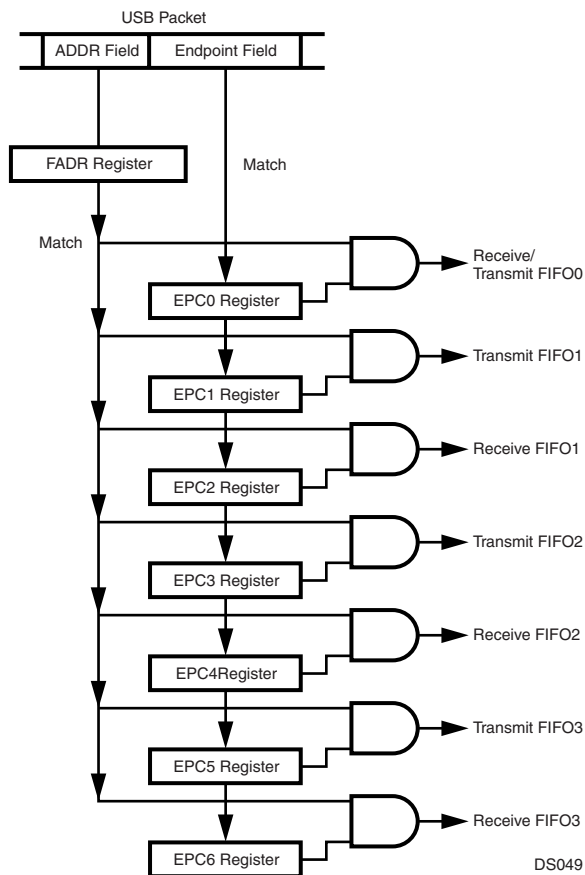 USB Packet
ADDR Field
Endpoint Field
FADR Register
Match
Match
Receive/
Transmit FIFO0
EPC0 Register
Transmit FIFO1
EPC1 Register
Receive FIFO1
EPC2 Register
Transmit FIFO2
EPC3 Register
Receive FIFO2
EPC4Register
Transmit FIFO3
EPC5 Register
Receive FIFO3
EPC6 Register
DS049